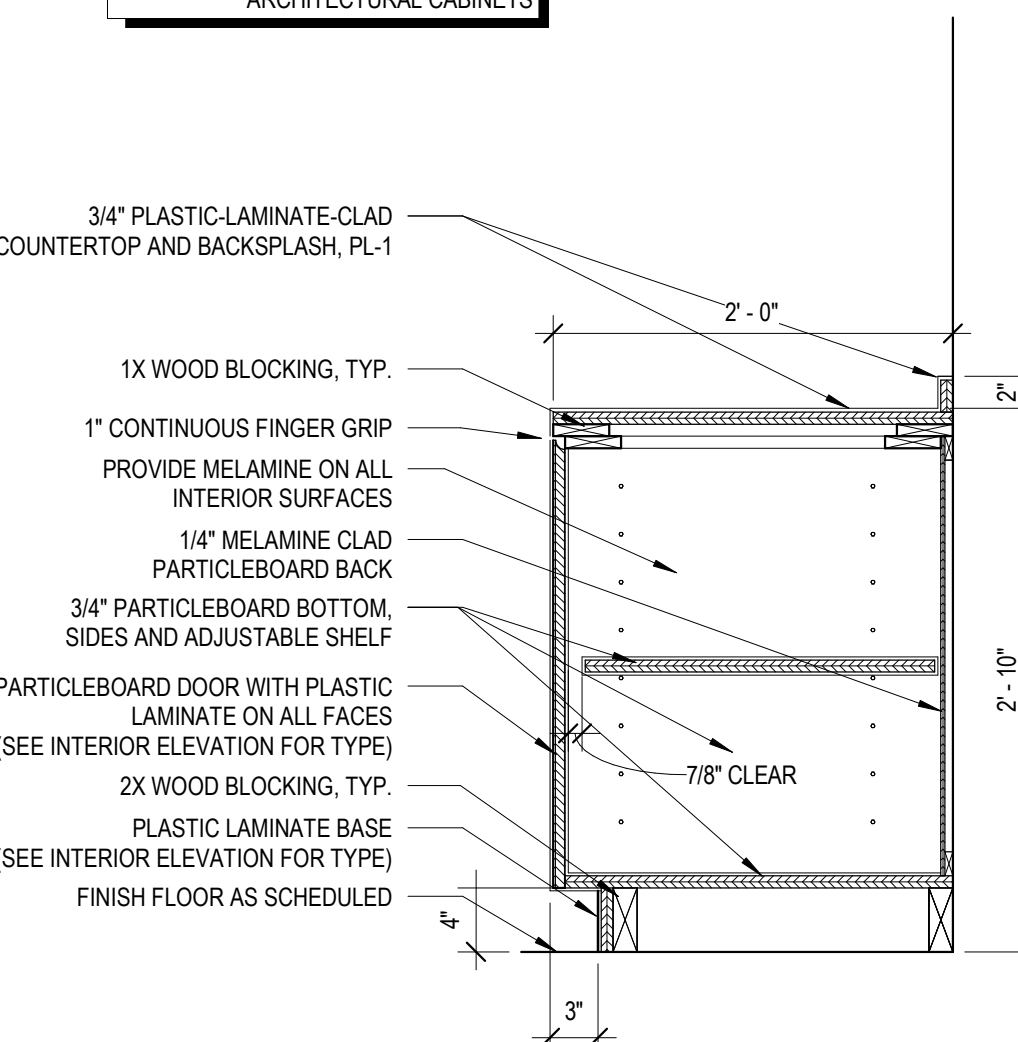 ARCHITECTURAL CABINETS
3/4" PLASTIC-LAMINATE-CLAD
COUNTERTOP AND BACKSPLASH, PL-1
2' - 0"
1X WOOD BLOCKING, TYP.
2"
1" CONTINUOUS FINGER GRIP
PROVIDE MELAMINE ON ALL
INTERIOR SURFACES
1/4" MELAMINE CLAD
PARTICLEBOARD BACK
3/4" PARTICLEBOARD BOTTOM,
SIDES AND ADJUSTABLE SHELF
2' - 10"
PARTICLEBOARD DOOR WITH PLASTIC
LAMINATE ON ALL FACES
(SEE INTERIOR ELEVATION FOR TYPE)
7/8" CLEAR
2X WOOD BLOCKING, TYP.
PLASTIC LAMINATE BASE
(SEE INTERIOR ELEVATION FOR TYPE)
FINISH FLOOR AS SCHEDULED
4"
3"